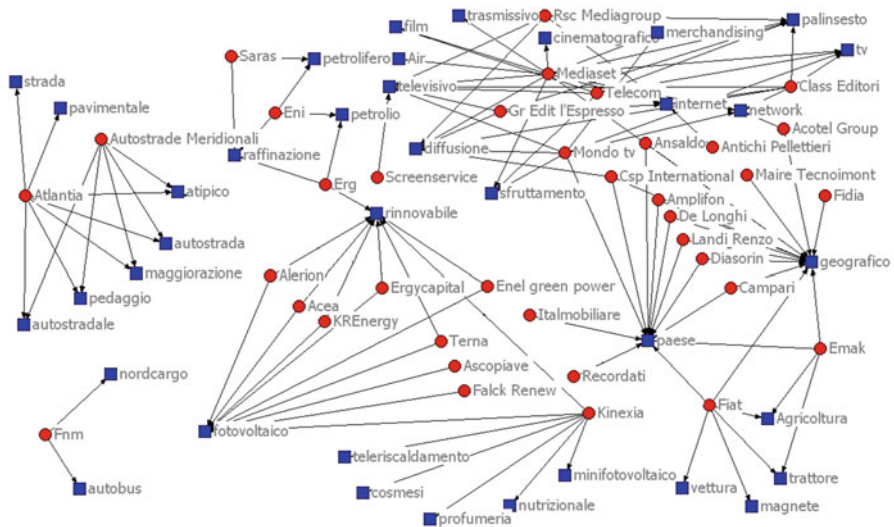 film
trasmissivo
Rsc Mediagroup
palinsesto
cinematografico
merchandising
Saras
petrolifero
Air
tv
strada
Mediaset
televisivo
Telecom
Class Editori
pavimentale
Eni
petrolio
Gr Edit l'Espresso
internet
network
Autostrade Meridionali
Ansaldo
Acotel Group
raffinazione
diffusione
Mondo tv
Antichi Pellettieri
Atlantia
atipico
Erg
Screenservice
sfruttamento
Csp International
Maire Tecnoimont
Amplifon
Fidia
rinnovabile
De Longhi
autostrada
Landi Renzo
maggiorazione
Alerion
Diasorin
geografico
pedaggio
Ergycapital
Enel green power
Campari
Acea
autostradale
KREnergy
Italmobiliare
Terna
paese
Emak
nordcargo
Ascopiave
Recordati
Falck Renew
Fiat
Kinexia
Agricoltura
Fnm
fotovoltaico
teleriscaldamento
minifotovoltaico
trattore
autobus
cosmesi
vettura
nutrizionale
magnete
profumeria